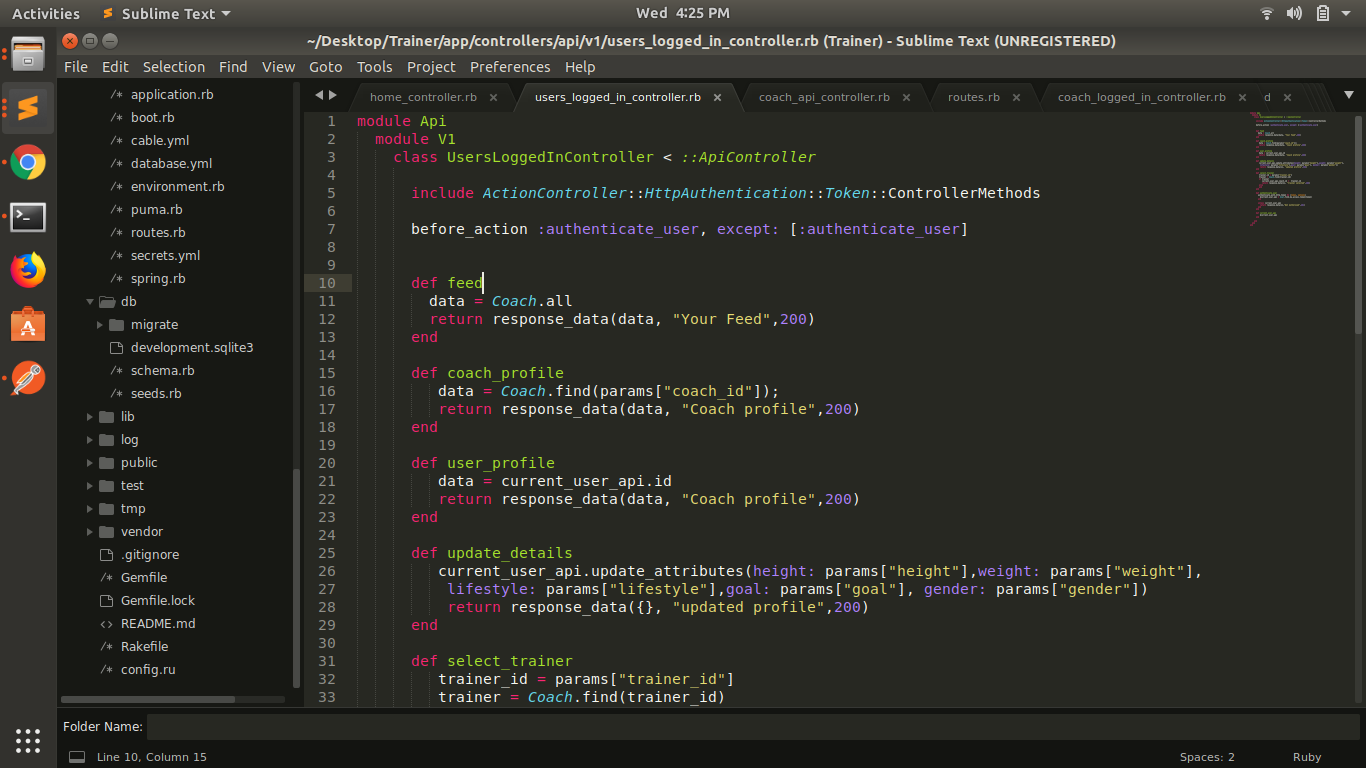 Activities Sublime Text Wed 4:25 PM
~/Desktop/Trainer/app/controllers/api/v1/users_logged_in_controller.rb (Trainer) - Sublime Text (UNREGISTERED)
File Edit Selection Find View Goto Tools Project Preferences Help
/* application.rb
/* boot.rb
/* cable.yml
/* database.yml
/* environment.rb
/* puma.rb
/* routes.rb
/* secrets.yml
/* spring.rb
db
migrate
development.sqlite3
/* schema.rb
/* seeds.rb
lib
log
public
test
tmp
vendor
.gitignore
/* Gemfile
Gemfile.lock
<> README.md
/* Rakefile
/* config.ru
home_controller.rb × users_logged_in_controller.rb × coach_api_controller.rb × routes.rb × coach_logged_in_controller.rb × d ×
1 module Api
2 module V1
3 class UsersLoggedInController < ::ApiController
4
5 include ActionController::HttpAuthentication::Token::ControllerMethods
6
7 before_action :authenticate_user, except: [:authenticate_user]
8
9
10 def feed
11 data = Coach.all
12 return response_data(data, "Your Feed",200)
13 end
14
15 def coach_profile
16 data = Coach.find(params["coach_id"]);
17 return response_data(data, "Coach profile",200)
18 end
19
20 def user_profile
21 data = current_user_api.id
22 return response_data(data, "Coach profile",200)
23 end
24
25 def update_details
26 current_user_api.update_attributes(height: params["height"],weight: params["weight"],
27 lifestyle: params["lifestyle"],goal: params["goal"], gender: params["gender"])
28 return response_data({}, "updated profile",200)
29 end
30
31 def select_trainer
32 trainer_id = params["trainer_id"]
33 trainer = Coach.find(trainer_id)
Folder Name:
Line 10, Column 15 Spaces: 2 Ruby